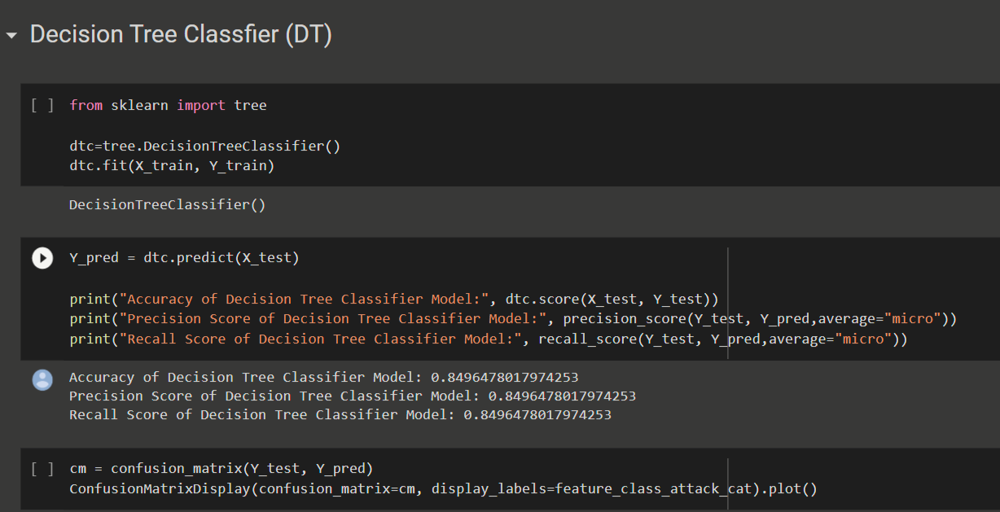 Decision Tree Classfier (DT)
[ ] from sklearn import tree
dtc=tree.DecisionTreeClassifier()
dtc.fit(X_train, Y_train)
DecisionTreeClassifier()
Y_pred = dtc.predict(X_test)
print("Accuracy of Decision Tree Classifier Model:", dtc.score(X_test, Y_test))
print("Precision Score of Decision Tree Classifier Model:", precision_score(Y_test, Y_pred,average="micro"))
print("Recall Score of Decision Tree Classifier Model:", recall_score(Y_test, Y_pred,average="micro"))
Accuracy of Decision Tree Classifier Model: 0.8496478017974253
Precision Score of Decision Tree Classifier Model: 0.8496478017974253
Recall Score of Decision Tree Classifier Model: 0.8496478017974253
[ ] cm = confusion_matrix(Y_test, Y_pred)
ConfusionMatrixDisplay(confusion_matrix=cm, display_labels=feature_class_attack_cat).plot()